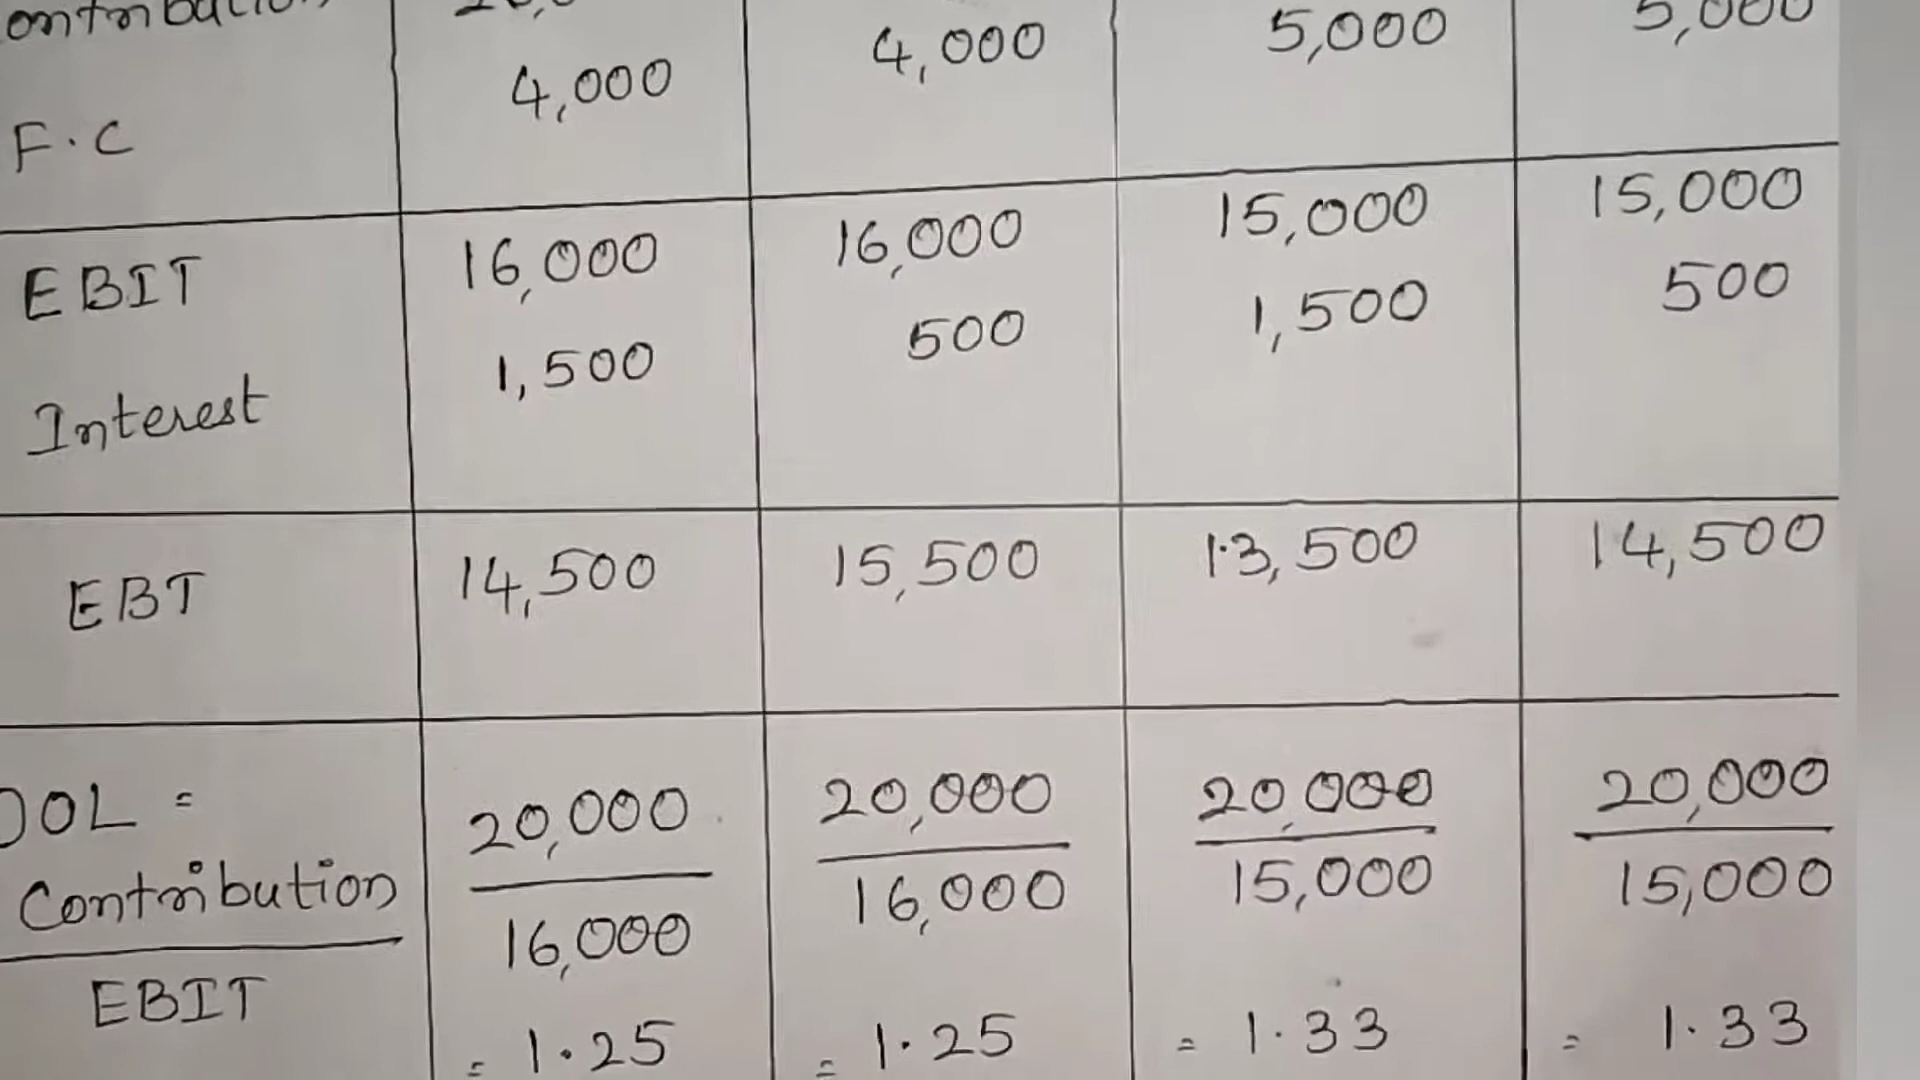 4,000 4,000 5,000 5,000
F.C
EBIT 16,000 16,000 15,000 15,000
Interest 1,500 500 1,500 500
EBT 14,500 15,500 13,500 14,500
DOL = 20,000 20,000 20,000 20,000
Contribution 16,000 16,000 15,000 15,000
EBIT = 1.25 = 1.25 = 1.33 = 1.33